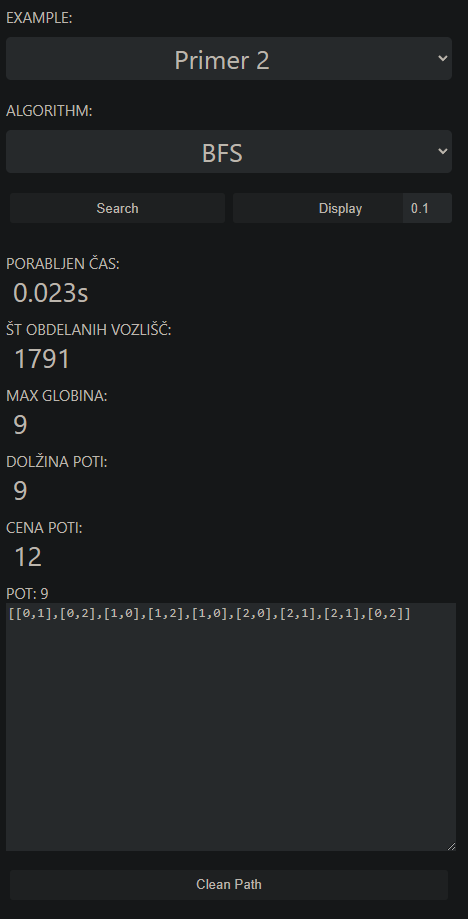 EXAMPLE:
Primer 2
ALGORITHM:
BFS
Search
Display
0.1
PORABLJEN ČAS:
0.023s
ŠT OBDELANIH VOZLIŠČ:
1791
MAX GLOBINA:
9
DOLŽINA POTI:
9
CENA POTI:
12
POT: 9
[[0,1],[0,2],[1,0],[1,2],[1,0],[2,0],[2,1],[2,1],[0,2]]
Clean Path